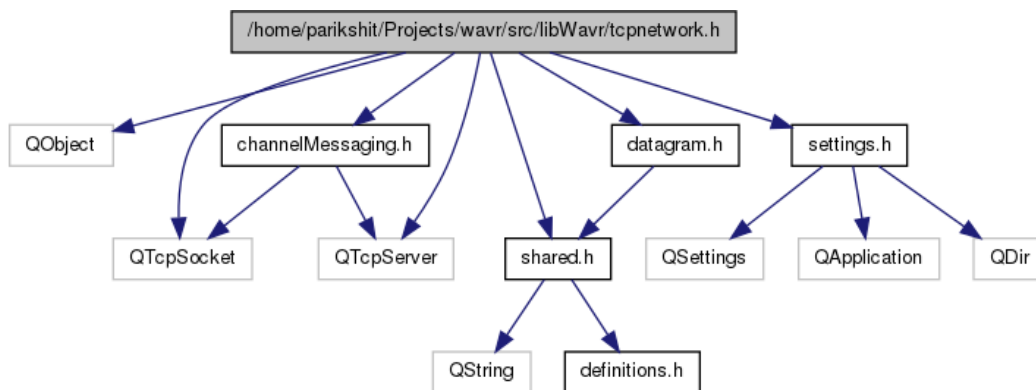 /home/parikshit/Projects/wavr/src/libWavr/tcpnetwork.h
QObject
channelMessaging.h
datagram.h
settings.h
QTcpSocket
QTcpServer
shared.h
QSettings
QApplication
QDir
QString
definitions.h